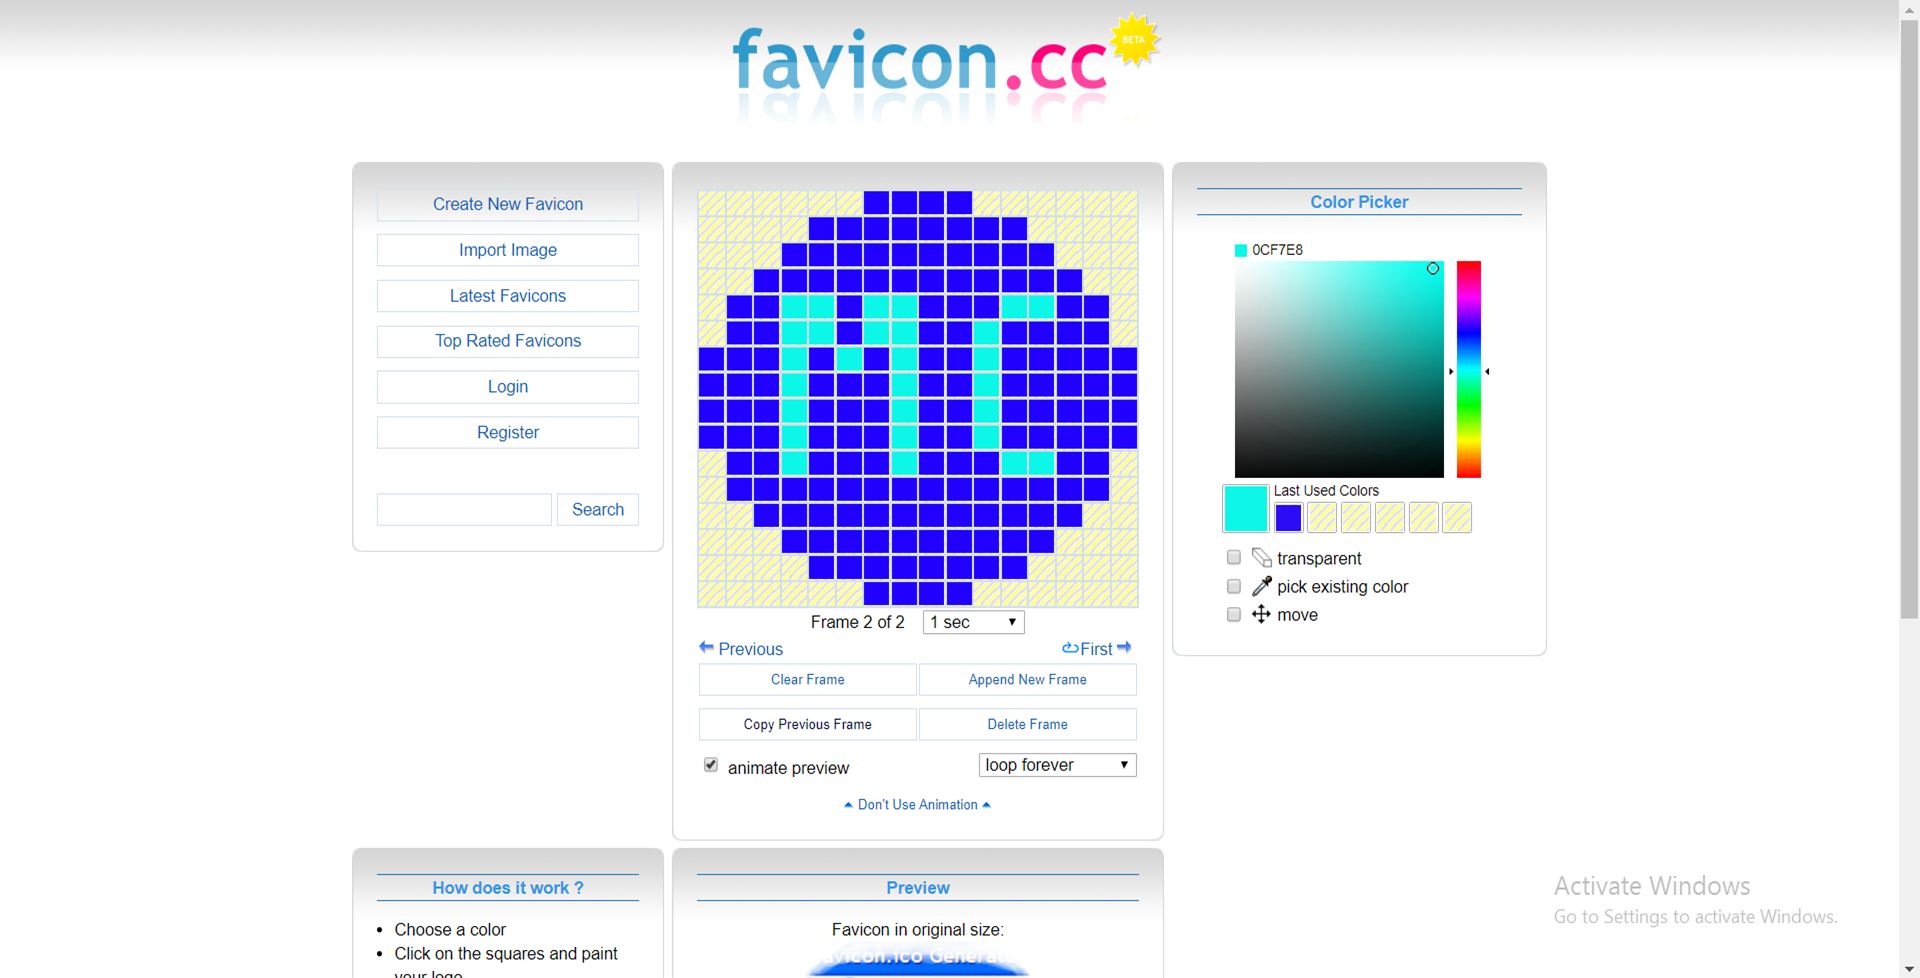 favicon.cc
BETA
Create New Favicon
Import Image
Latest Favicons
Top Rated Favicons
Login
Register
Search
Frame 2 of 2
1 sec
Previous
First
Clear Frame
Append New Frame
Copy Previous Frame
Delete Frame
animate preview
loop forever
Don't Use Animation
Color Picker
0CF7E8
Last Used Colors
transparent
pick existing color
move
How does it work ?
Choose a color
Click on the squares and paint
your logo
Preview
Favicon in original size:
Activate Windows
Go to Settings to activate Windows.